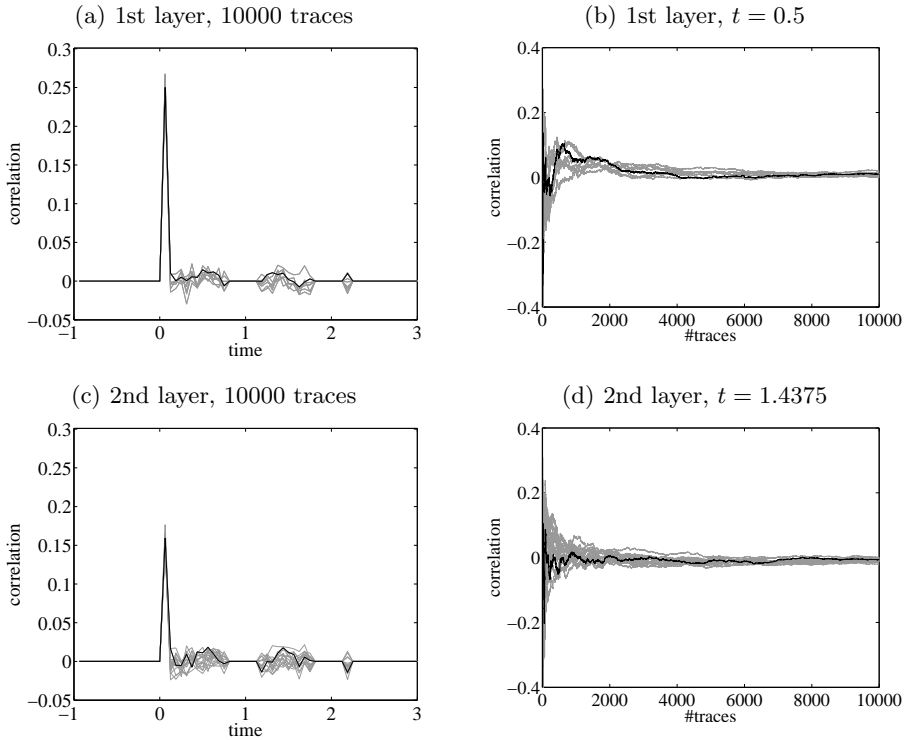 (a) 1st layer, 10000 traces
0.3
0.25
0.2
0.15
0.1
0.05
0
−0.05
correlation
−1 0 1 2 3
time
(b) 1st layer, t = 0.5
0.4
0.2
0
−0.2
−0.4
correlation
0 2000 4000 6000 8000 10000
#traces
(c) 2nd layer, 10000 traces
0.3
0.25
0.2
0.15
0.1
0.05
0
−0.05
correlation
−1 0 1 2 3
time
(d) 2nd layer, t = 1.4375
0.4
0.2
0
−0.2
−0.4
correlation
0 2000 4000 6000 8000 10000
#traces